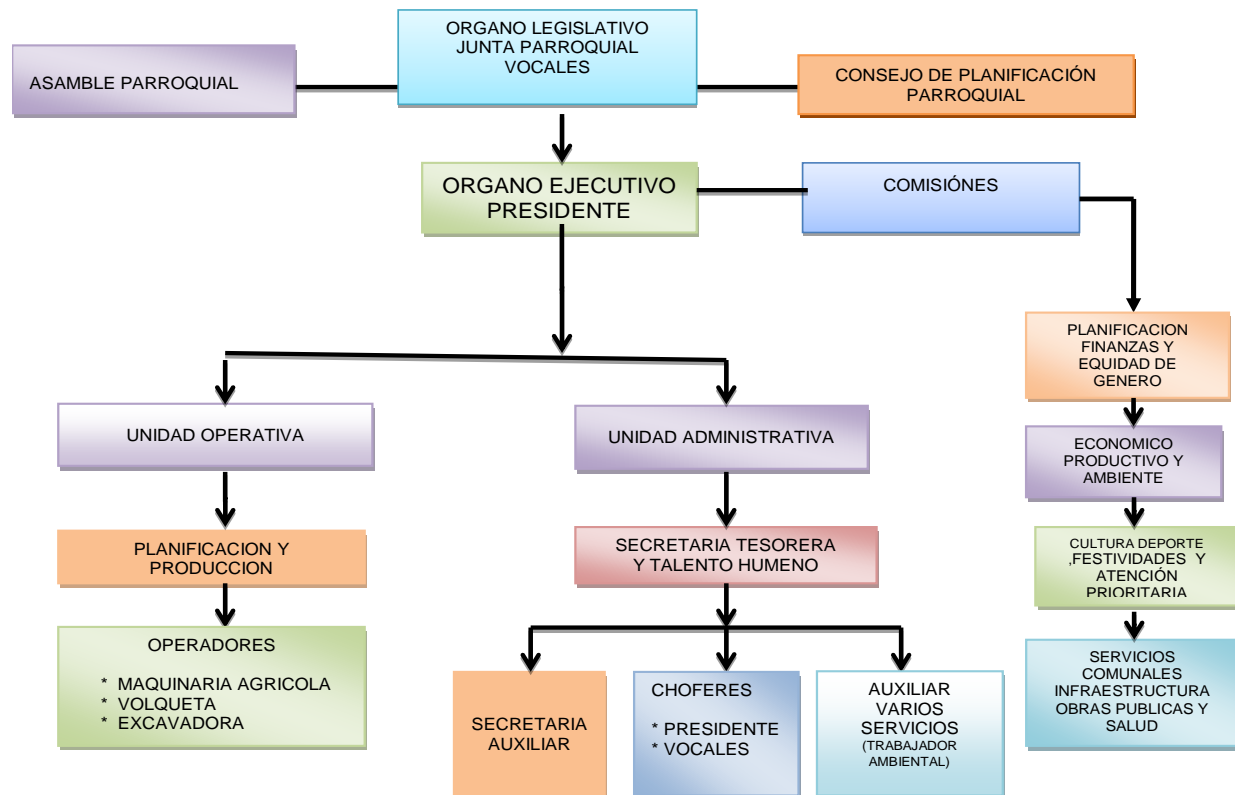 ORGANO LEGISLATIVO
JUNTA PARROQUIAL
VOCALES
ASAMBLE PARROQUIAL
CONSEJO DE PLANIFICACIÓN
PARROQUIAL
ORGANO EJECUTIVO
PRESIDENTE
COMISIÓNES
PLANIFICACION
FINANZAS Y
EQUIDAD DE
GENERO
UNIDAD OPERATIVA
UNIDAD ADMINISTRATIVA
ECONOMICO
PRODUCTIVO Y
AMBIENTE
PLANIFICACION Y
PRODUCCION
SECRETARIA TESORERA
Y TALENTO HUMENO
CULTURA DEPORTE
,FESTIVIDADES Y
ATENCIÓN
PRIORITARIA
OPERADORES
* MAQUINARIA AGRICOLA
* VOLQUETA
* EXCAVADORA
SECRETARIA
AUXILIAR
CHOFERES
* PRESIDENTE
* VOCALES
AUXILIAR
VARIOS
SERVICIOS
(TRABAJADOR
AMBIENTAL)
SERVICIOS
COMUNALES
INFRAESTRUCTURA
OBRAS PUBLICAS Y
SALUD